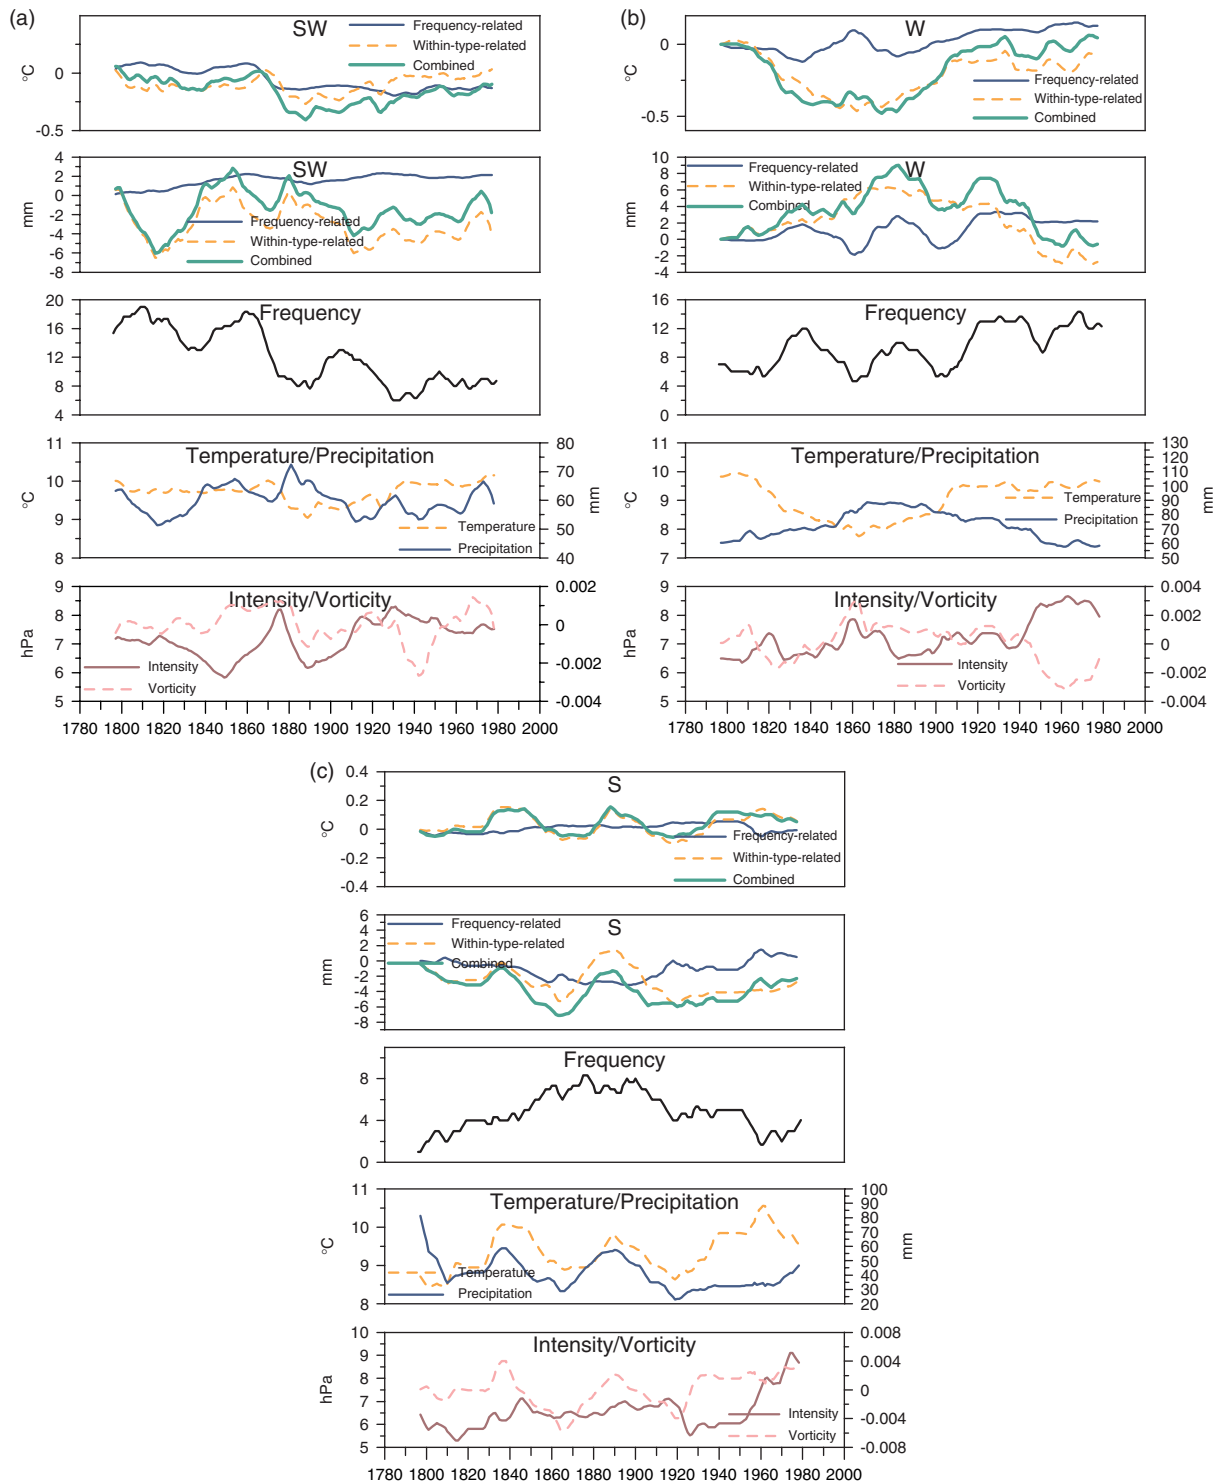 (a)
SW
Frequency-related
Within-type-related
Combined
°C
0
-0.5
SW
mm
4
2
0
-2
-4
-6
-8
Frequency-related
Within-type-related
Combined
Frequency
20
16
12
8
4
Temperature/Precipitation
°C
11
10
9
8
80
70
60
50
40
mm
Temperature
Precipitation
Intensity/Vorticity
hPa
9
8
7
6
5
0.002
0
-0.002
-0.004
Intensity
Vorticity
1780 1800 1820 1840 1860 1880 1900 1920 1940 1960 1980 2000
(b)
W
°C
0
-0.5
Frequency-related
Within-type-related
Combined
W
mm
10
8
6
4
2
0
-2
-4
Frequency-related
Within-type-related
Combined
Frequency
16
12
8
4
0
Temperature/Precipitation
°C
11
10
9
8
7
130
110
100
90
80
70
60
50
mm
Temperature
Precipitation
Intensity/Vorticity
hPa
9
8
7
6
5
0.004
0.002
0
-0.002
-0.004
Intensity
Vorticity
1780 1800 1820 1840 1860 1880 1900 1920 1940 1960 1980 2000
(c)
S
°C
0.4
0.2
0
-0.2
-0.4
Frequency-related
Within-type-related
Combined
S
mm
6
4
2
0
-2
-4
-6
-8
Frequency-related
Within-type-related
Combined
Frequency
8
4
0
Temperature/Precipitation
°C
11
10
9
8
100
90
80
70
60
50
40
30
20
mm
Temperature
Precipitation
Intensity/Vorticity
hPa
10
9
8
7
6
5
0.008
0.004
0
-0.004
-0.008
Intensity
Vorticity
1780 1800 1820 1840 1860 1880 1900 1920 1940 1960 1980 2000